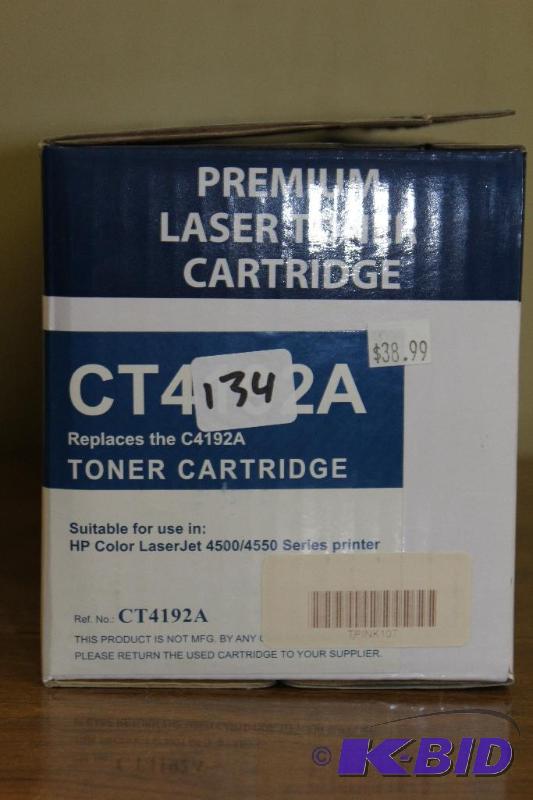 PREMIUM
LASER TONER
CARTRIDGE
$38.99
CT4192A
134
Replaces the C4192A
TONER CARTRIDGE
Suitable for use in:
HP Color LaserJet 4500/4550 Series printer
Ref. No.: CT4192A
TPINK107
THIS PRODUCT IS NOT MFG. BY ANY
PLEASE RETURN THE USED CARTRIDGE TO YOUR SUPPLIER.
© K-BID